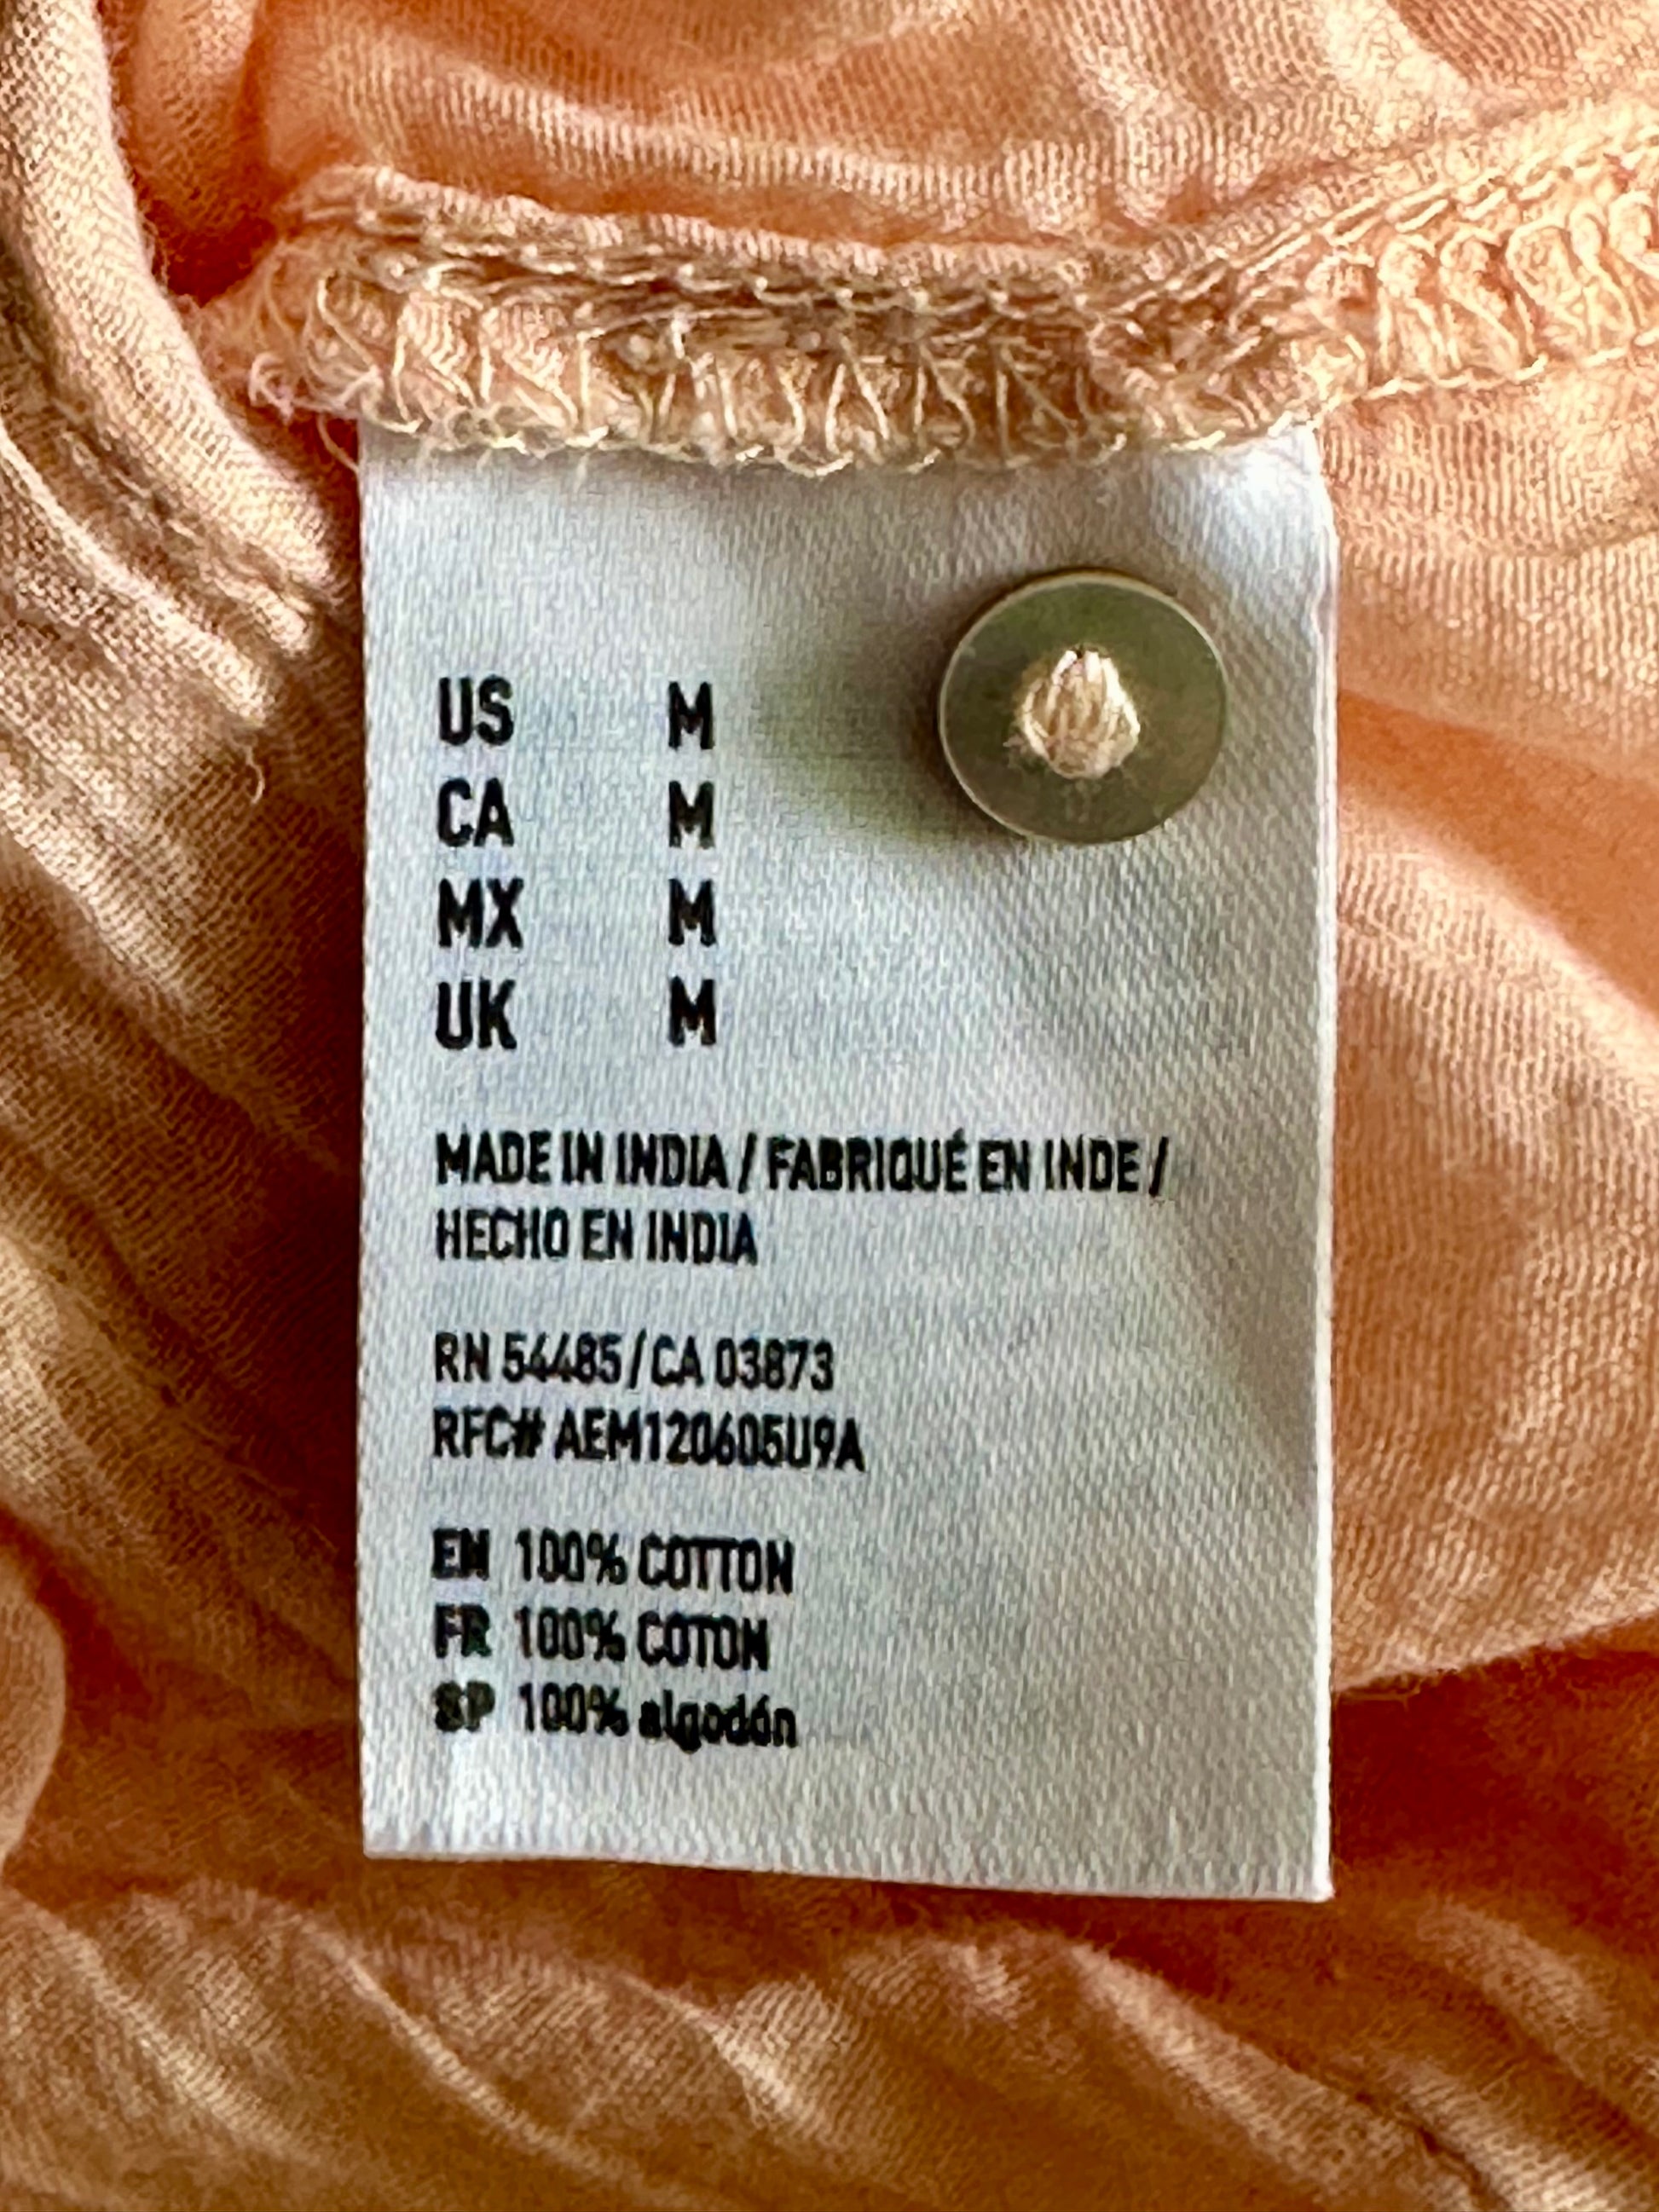 US M
CA M
MX M
UK M
MADE IN INDIA / FABRIQUÉ EN INDE /
HECHO EN INDIA
RN 54485 / CA 03873
RFC# AEM120605U9A
EN 100% COTTON
FR 100% COTON
SP 100% algodón